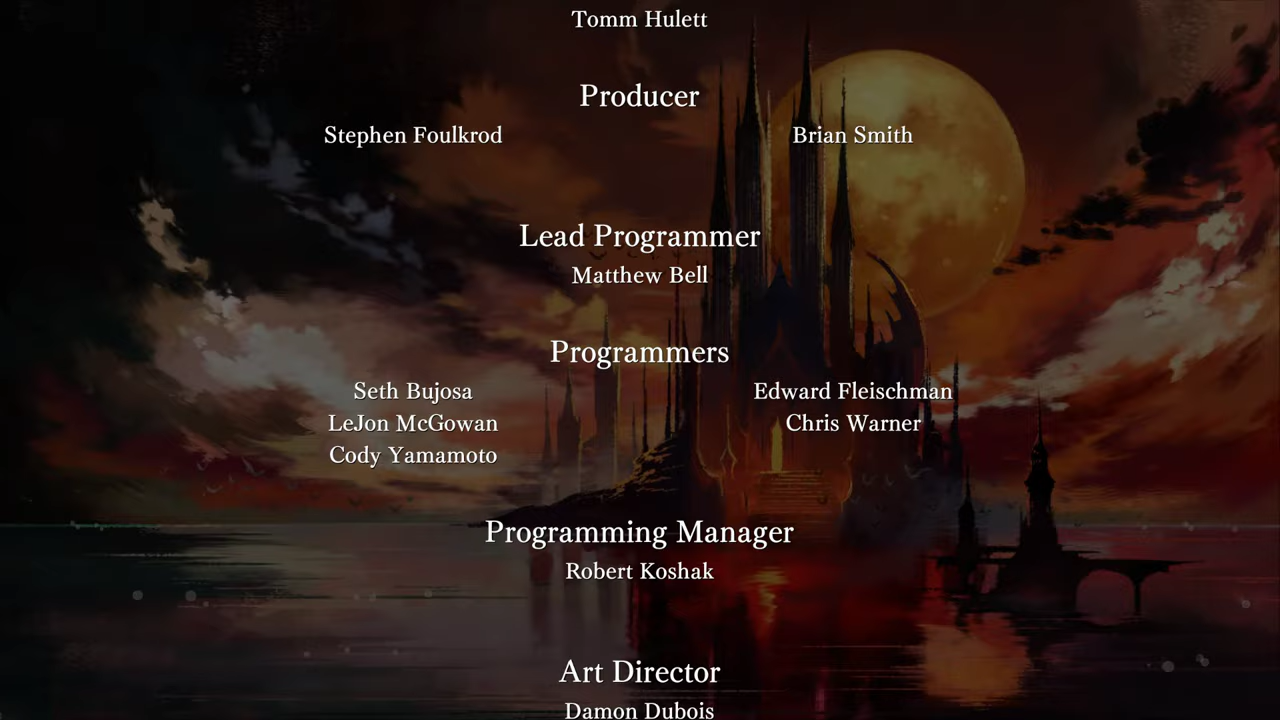 Tomm Hulett
Producer
Stephen Foulkrod
Brian Smith
Lead Programmer
Matthew Bell
Programmers
Seth Bujosa
Edward Fleischman
LeJon McGowan
Chris Warner
Cody Yamamoto
Programming Manager
Robert Koshak
Art Director
Damon Dubois